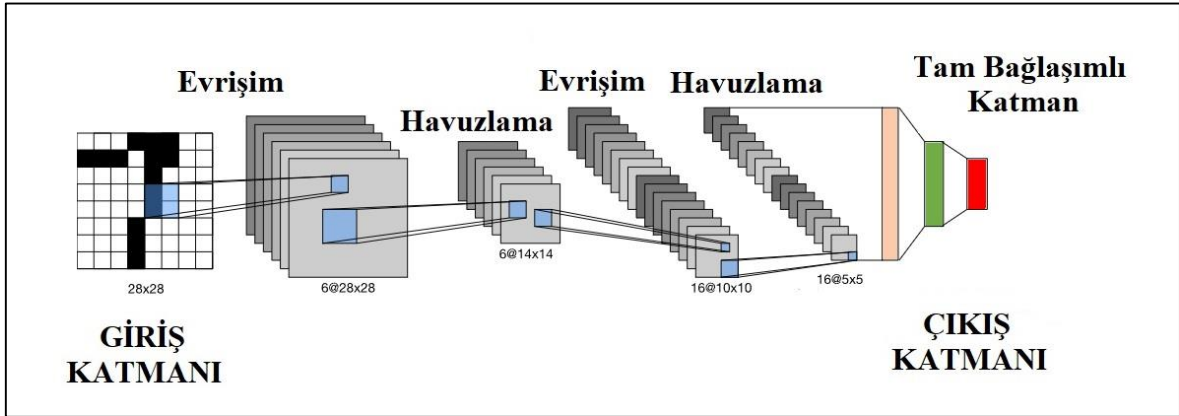 Evrişim
Havuzlama
Evrişim
Havuzlama
Tam Bağlaşımlı
Katman
28x28
6@28x28
6@14x14
16@10x10
16@5x5
GİRİŞ
KATMANI
ÇIKIŞ
KATMANI